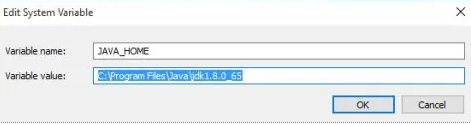 Edit System Variable
Variable name: JAVA_HOME
Variable value: C:\Program Files\Java\jdk1.8.0_65
OK Cancel